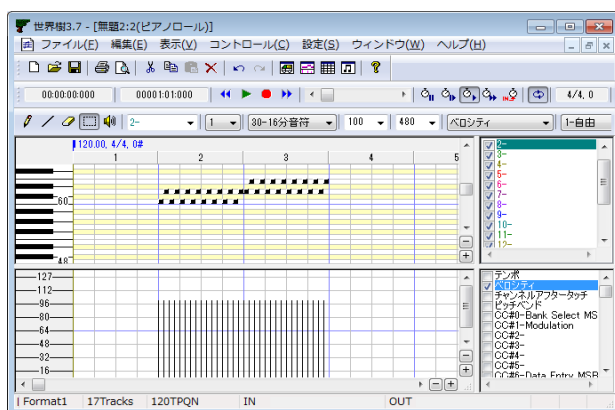 世界樹3.7 - [無題2:2(ピアノロール)]
ファイル(F) 編集(E) 表示(V) コントロール(C) 設定(S) ウィンドウ(W) ヘルプ(H)
00:00:00:000 00001:01:000 4/4, 0
2- 1 30-16分音符 100 480 ベロシティ 1-自由
120.00, 4/4, 0#
1 2 3 4 5
60
48
2-
3-
4-
5-
6-
7-
8-
9-
10-
11-
12-
127
112
96
80
64
48
32
16
テンポ
ベロシティ
チャンネルアフタータッチ
ピッチベンド
CC#0-Bank Select MS
CC#1-Modulation
CC#2-
CC#3-
CC#4-
CC#5-
CC#6-Data Entry MSB
Format1 17Tracks 120TPQN IN OUT